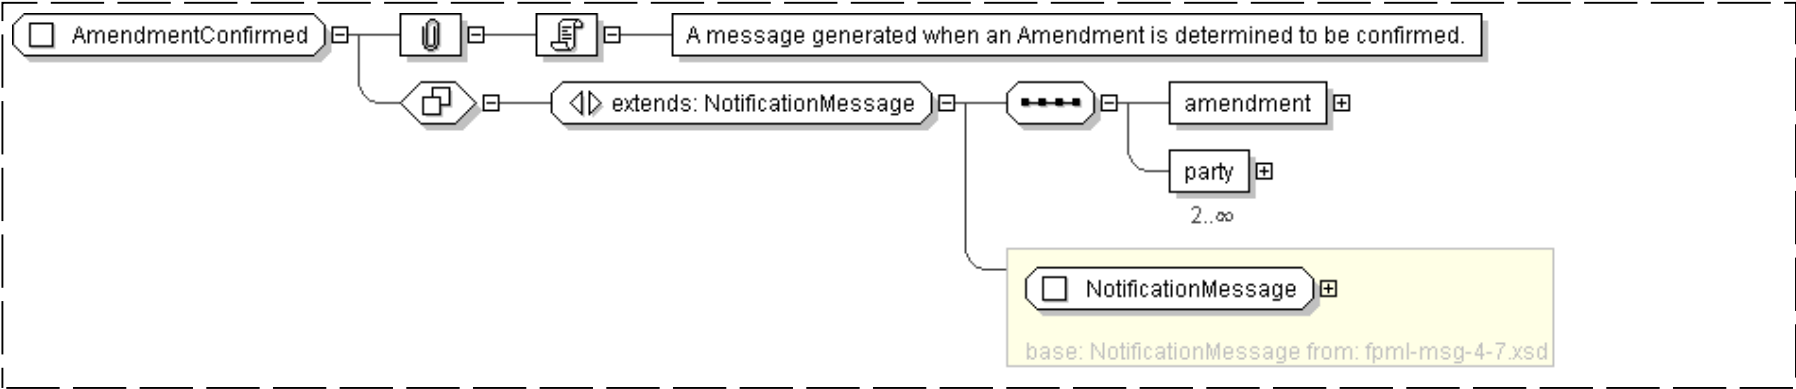 AmendmentConfirmed
A message generated when an Amendment is determined to be confirmed.
extends: NotificationMessage
amendment
party
2..∞
NotificationMessage
base: NotificationMessage from: fpml-msg-4-7.xsd